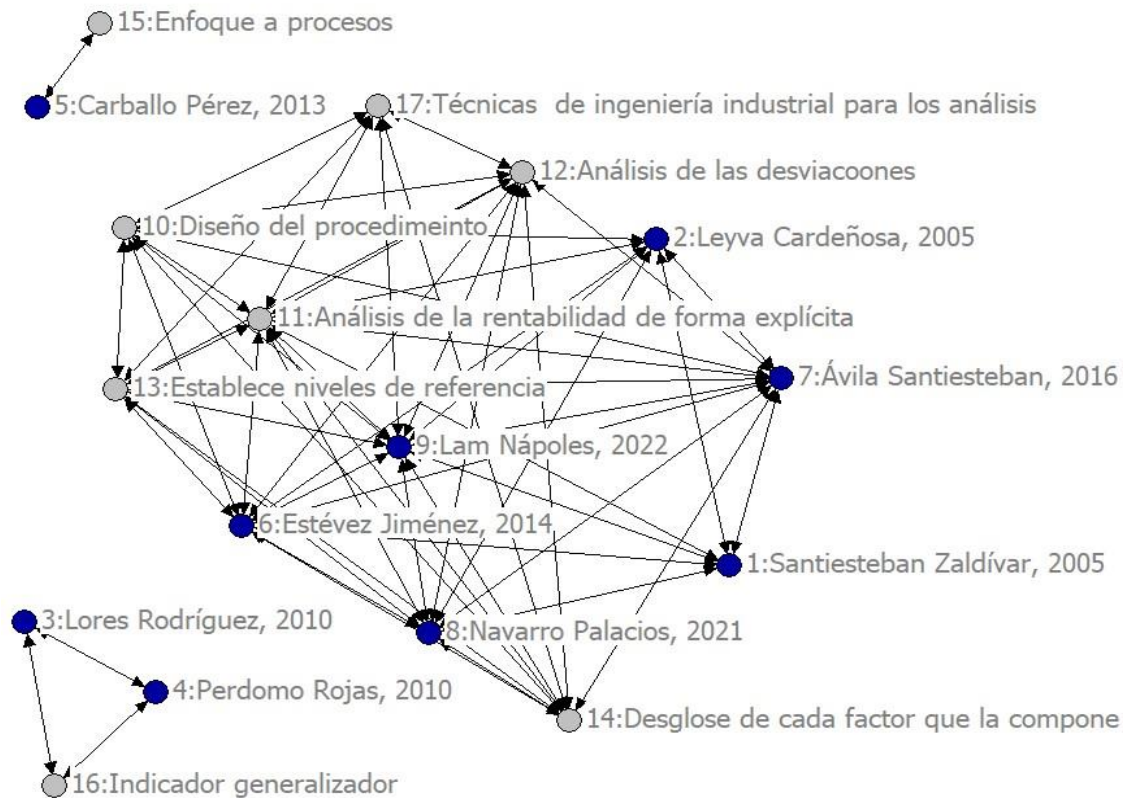 15:Enfoque a procesos
5:Carballo Pérez, 2013
17:Técnicas de ingeniería industrial para los análisis
12:Análisis de las desviacoones
10:Diseño del procedimeinto
2:Leyva Cardeñosa, 2005
11:Análisis de la rentabilidad de forma explícita
7:Ávila Santiesteban, 2016
13:Establece niveles de referencia
9:Lam Nápoles, 2022
6:Estévez Jiménez, 2014
1:Santiesteban Zaldívar, 2005
3:Lores Rodríguez, 2010
8:Navarro Palacios, 2021
4:Perdomo Rojas, 2010
14:Desglose de cada factor que la compone
16:Indicador generalizador